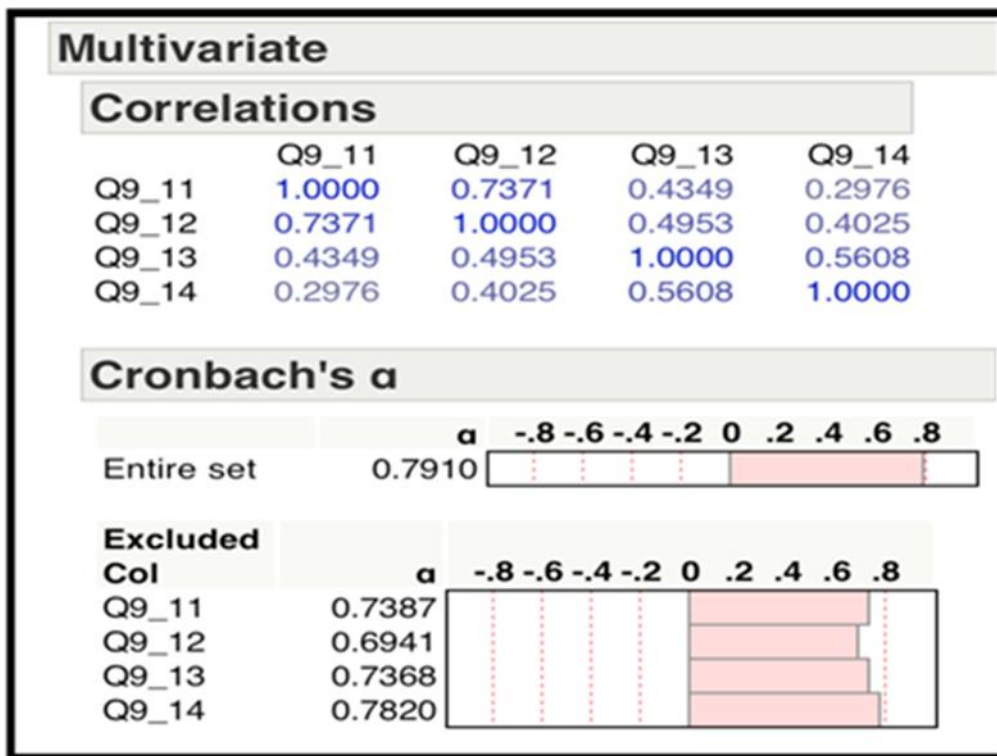 Multivariate
Correlations
Q9_11 Q9_12 Q9_13 Q9_14
Q9_11 1.0000 0.7371 0.4349 0.2976
Q9_12 0.7371 1.0000 0.4953 0.4025
Q9_13 0.4349 0.4953 1.0000 0.5608
Q9_14 0.2976 0.4025 0.5608 1.0000
Cronbach's α
α -.8 -.6 -.4 -.2 0 .2 .4 .6 .8
Entire set 0.7910
Excluded
Col α -.8 -.6 -.4 -.2 0 .2 .4 .6 .8
Q9_11 0.7387
Q9_12 0.6941
Q9_13 0.7368
Q9_14 0.7820